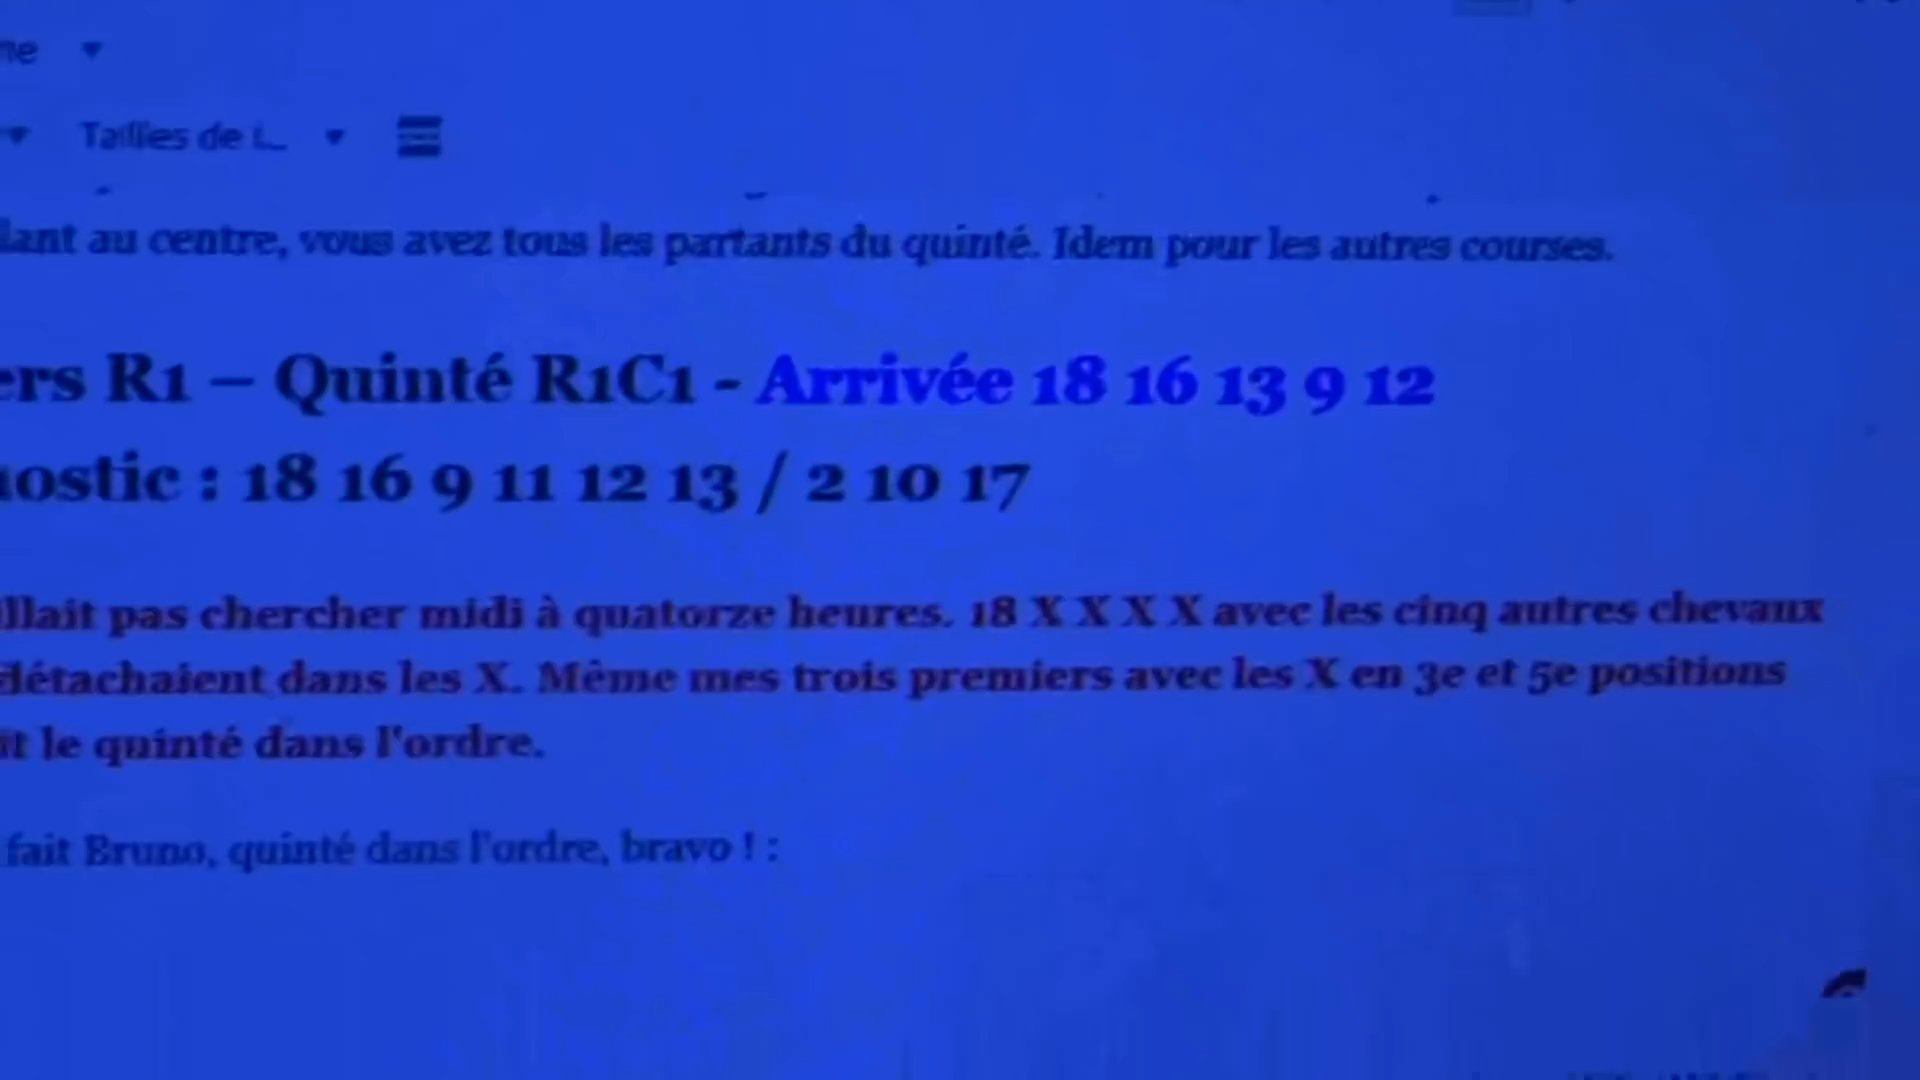 ne
Tailles de i...
lant au centre, vous avez tous les partants du quinté. Idem pour les autres courses.
ers R1 – Quinté R1C1 - Arrivée 18 16 13 9 12
nostic : 18 16 9 11 12 13 / 2 10 17
llait pas chercher midi à quatorze heures. 18 X X X X avec les cinq autres chevaux
détachaient dans les X. Même mes trois premiers avec les X en 3e et 5e positions
it le quinté dans l'ordre.
fait Bruno, quinté dans l'ordre, bravo ! :